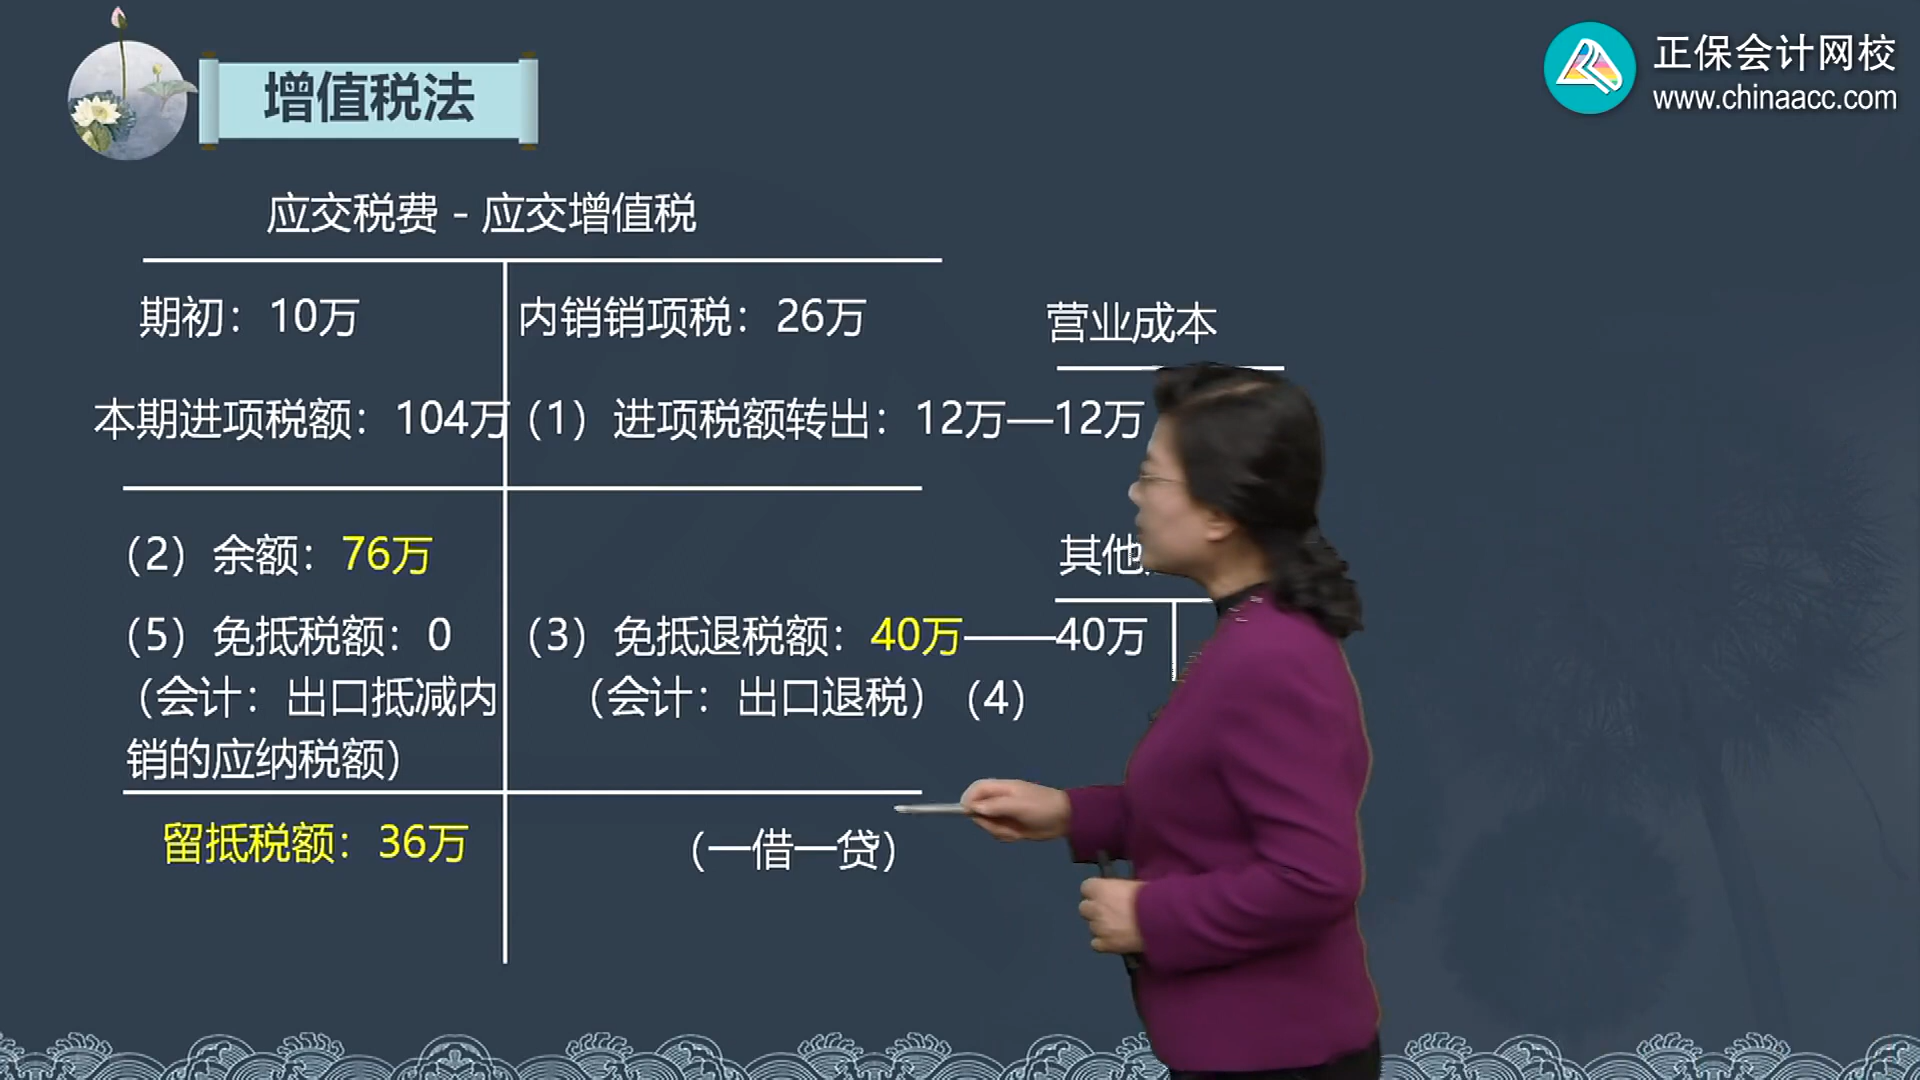 增值税法
正保会计网校
www.chinaacc.com
应交税费 - 应交增值税
期初：10万
内销销项税：26万
营业成本
本期进项税额：104万
（1）进项税额转出：12万—12万
（2）余额：76万
其他
（5）免抵税额：0
（3）免抵退税额：40万——40万
（会计：出口抵减内
销的应纳税额）
（会计：出口退税）（4）
留抵税额：36万
（一借一贷）